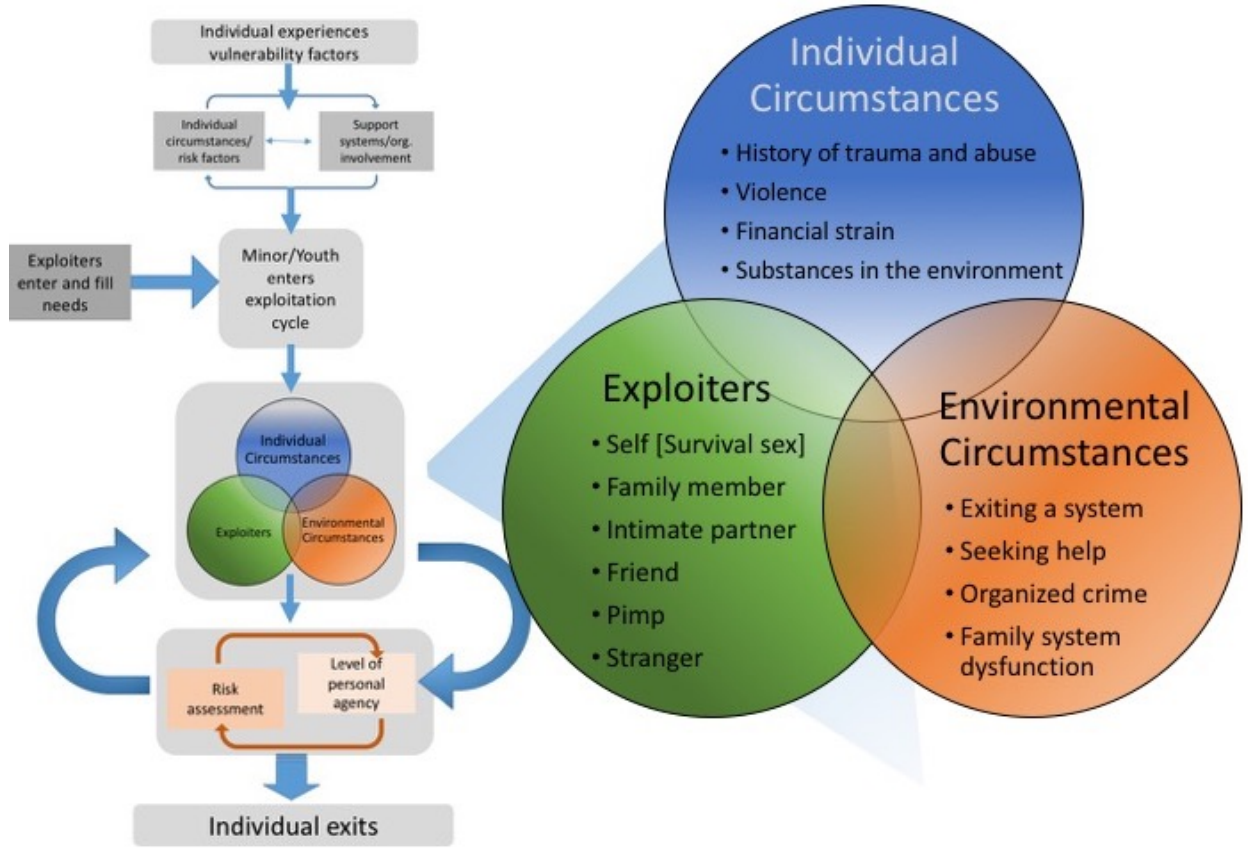 Individual experiences
vulnerability factors
Individual
circumstances/
risk factors
Support
systems/org.
involvement
Exploiters
enter and fill
needs
Minor/Youth
enters
exploitation
cycle
Individual
Circumstances
Exploiters
Environmental
Circumstances
Risk
assessment
Level of
personal
agency
Individual exits
Individual
Circumstances
• History of trauma and abuse
• Violence
• Financial strain
• Substances in the environment
Exploiters
• Self [Survival sex]
• Family member
• Intimate partner
• Friend
• Pimp
• Stranger
Environmental
Circumstances
• Exiting a system
• Seeking help
• Organized crime
• Family system
dysfunction